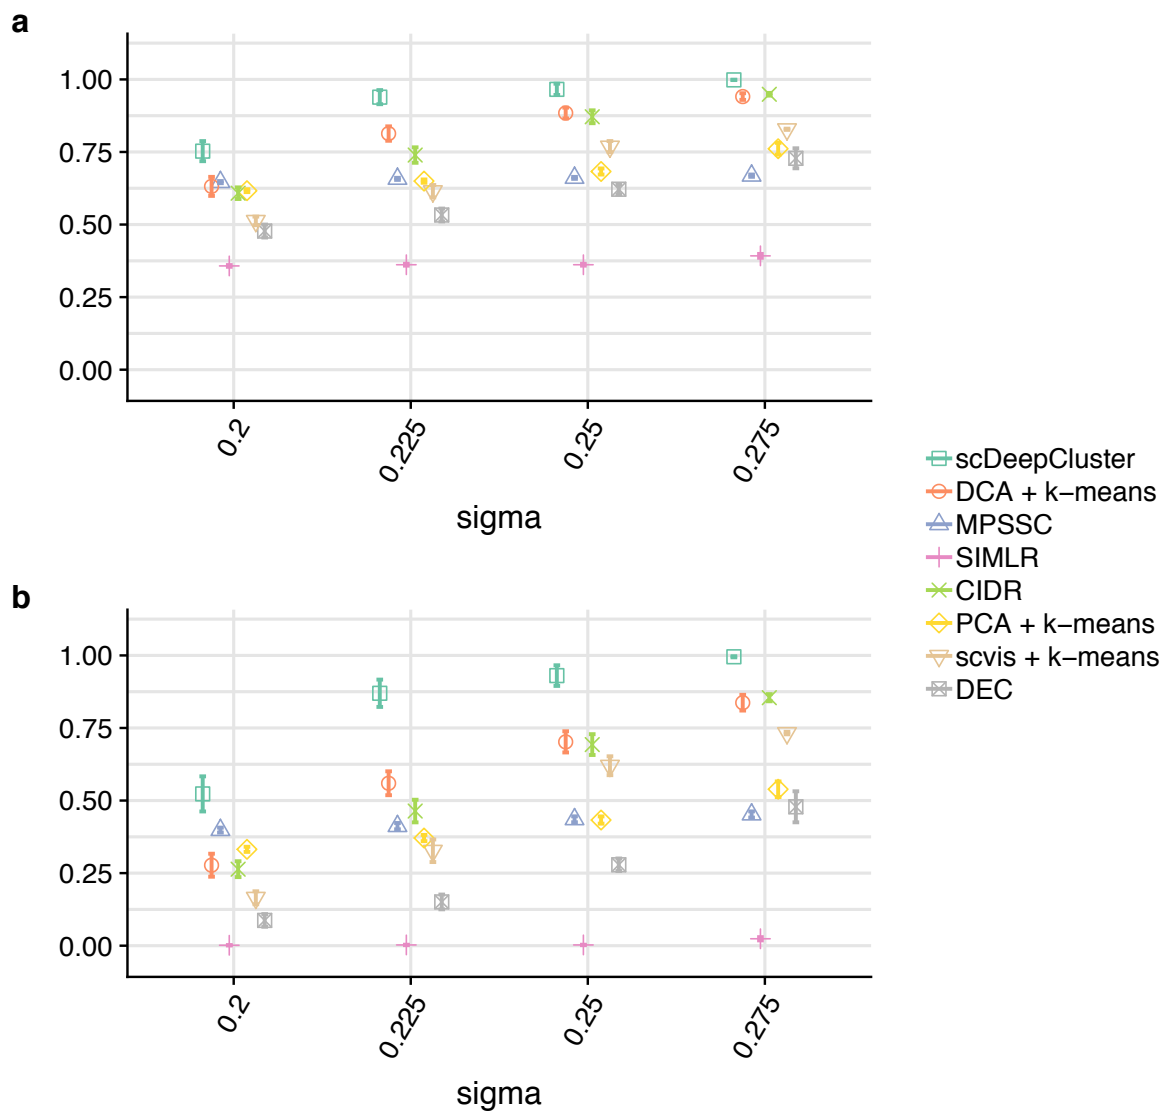 a
1.00
0.75
0.50
0.25
0.00
0.2
0.225
0.25
0.275
sigma
scDeepCluster
DCA + k−means
MPSSC
SIMLR
CIDR
PCA + k−means
scvis + k−means
DEC
b
1.00
0.75
0.50
0.25
0.00
0.2
0.225
0.25
0.275
sigma